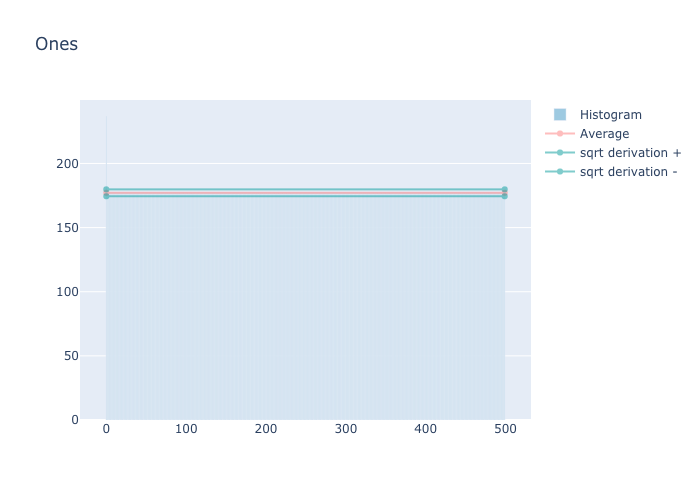 Ones
Histogram
Average
sqrt derivation +
sqrt derivation -
200
150
100
50
0
0 100 200 300 400 500